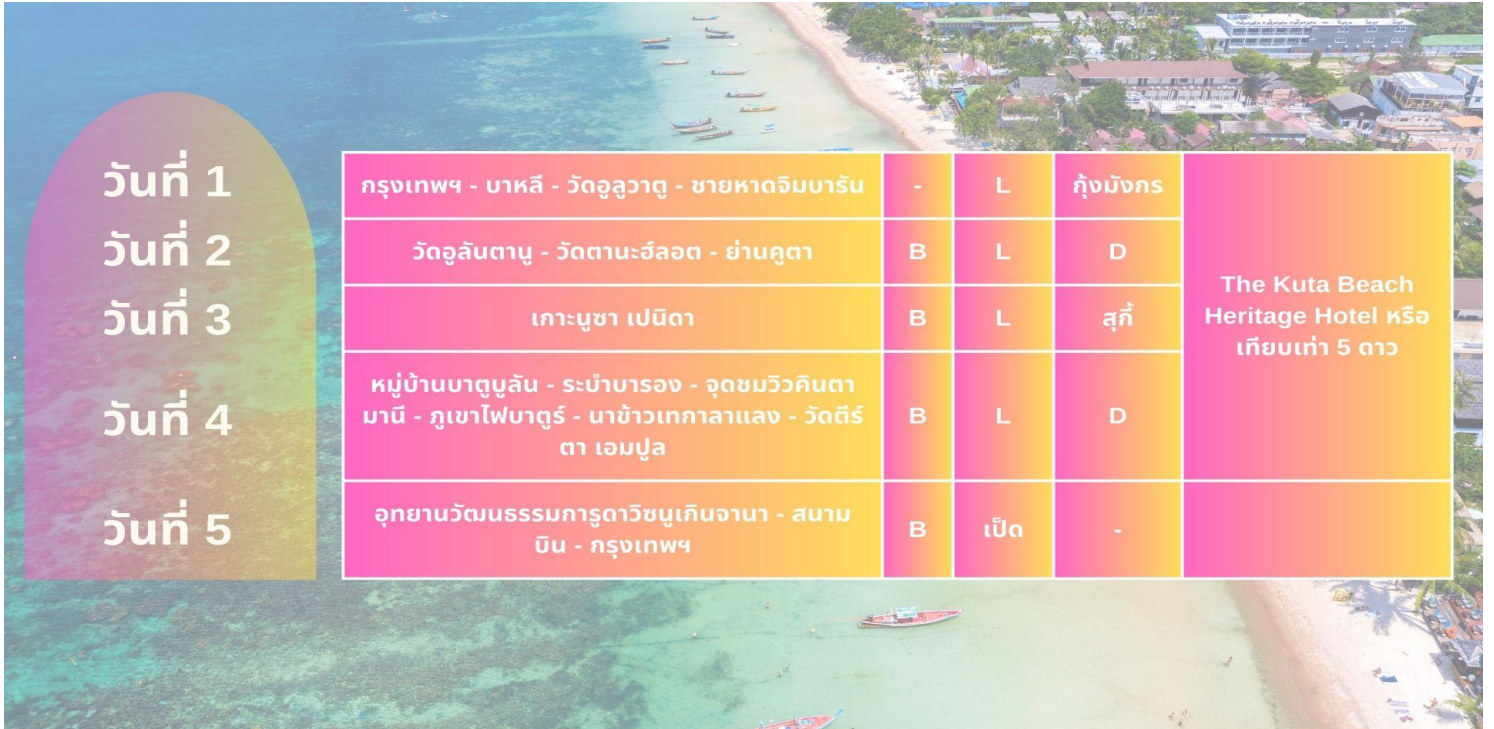 วันที่ 1
กรุงเทพฯ - บาหลี - วัดอูลูวาตู - ชายหาดจิมบารัน
-
L
กุ้งมังกร
วันที่ 2
วัดอูลันตานู - วัดตานะฮ์ลอต - ย่านคูตา
B
L
D
วันที่ 3
เกาะนูซา เปนิดา
B
L
สุกี้
The Kuta Beach
Heritage Hotel หรือ
เทียบเท่า 5 ดาว
วันที่ 4
หมู่บ้านบาตูบูลัน - ระบำบารอง - จุดชมวิวคินตา
มานี - ภูเขาไฟบาตูร์ - นาข้าวเทกาลาแลง - วัดตีร์
ตา เอมปูล
B
L
D
วันที่ 5
อุทยานวัฒนธรรมการูดาวิซนูเกินจานา - สนาม
บิน - กรุงเทพฯ
B
เป็ด
-